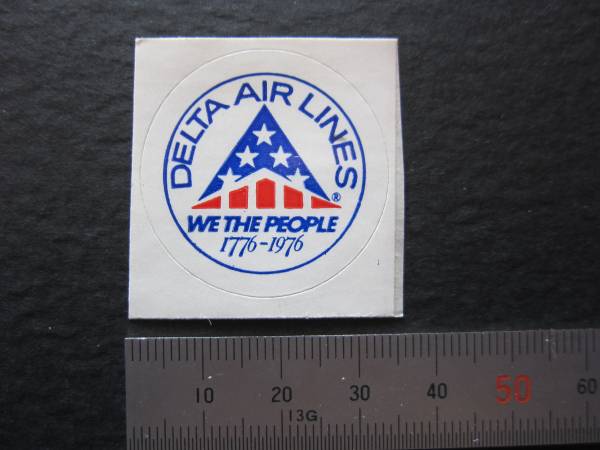 DELTA AIR LINES
®
WE THE PEOPLE
1776-1976
10 20 30 40 50 60
13G